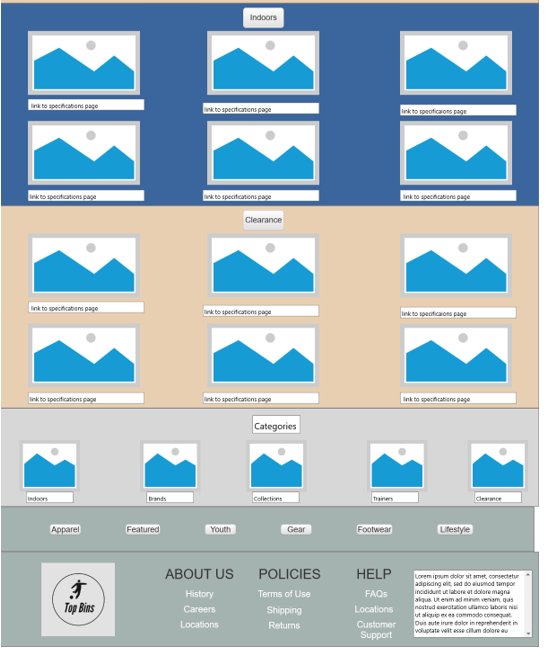 Indoors
link to specifications page
link to specifications page
link to specificaions page
link to specifications page
link to specifications page
link to specifications page
Clearance
link to specifications page
link to specifications page
link to specificaions page
link to specifications page
link to specifications page
link to specifications page
Categories
Indoors
Brands
Collections
Trainers
Clearance
Apparel
Featured
Youth
Gear
Footwear
Lifestyle
Top Bins
ABOUT US
History
Careers
Locations
POLICIES
Terms of Use
Shipping
Returns
HELP
FAQs
Locations
Customer
Support
Lorem ipsum dolor sit amet, consectetur
adipiscing elit, sed do eiusmod tempor
incididunt ut labore et dolore magna
aliqua. Ut enim ad minim veniam, quis
nostrud exercitation ullamco laboris nisi
ut aliquip ex ea commodo consequat.
Duis aute irure dolor in reprehenderit in
voluptate velit esse cillum dolore eu